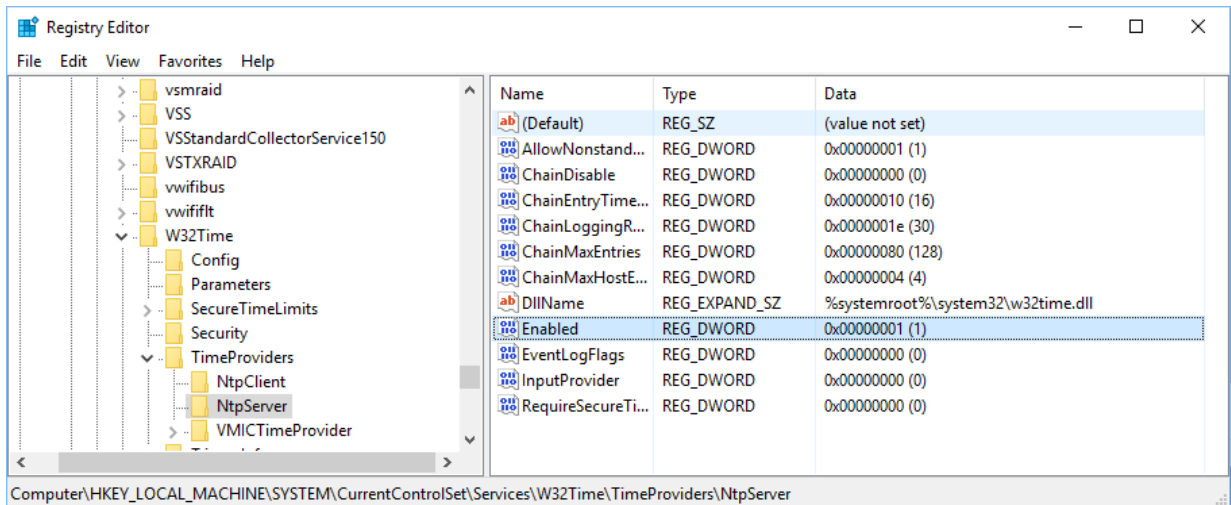 Registry Editor
File Edit View Favorites Help
vsmraid
VSS
VSStandardCollectorService150
VSTXRAID
vwifibus
vwififlt
W32Time
Config
Parameters
SecureTimeLimits
Security
TimeProviders
NtpClient
NtpServer
VMICTimeProvider
Name Type Data
(Default) REG_SZ (value not set)
AllowNonstand... REG_DWORD 0x00000001 (1)
ChainDisable REG_DWORD 0x00000000 (0)
ChainEntryTime... REG_DWORD 0x00000010 (16)
ChainLoggingR... REG_DWORD 0x0000001e (30)
ChainMaxEntries REG_DWORD 0x00000080 (128)
ChainMaxHostE... REG_DWORD 0x00000004 (4)
DllName REG_EXPAND_SZ %systemroot%\system32\w32time.dll
Enabled REG_DWORD 0x00000001 (1)
EventLogFlags REG_DWORD 0x00000000 (0)
InputProvider REG_DWORD 0x00000000 (0)
RequireSecureTi... REG_DWORD 0x00000000 (0)
Computer\HKEY_LOCAL_MACHINE\SYSTEM\CurrentControlSet\Services\W32Time\TimeProviders\NtpServer